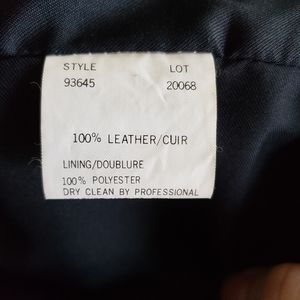 STYLE LOT
93645 20068
100% LEATHER/CUIR
LINING/DOUBLURE
100% POLYESTER
DRY CLEAN BY PROFESSIONAL